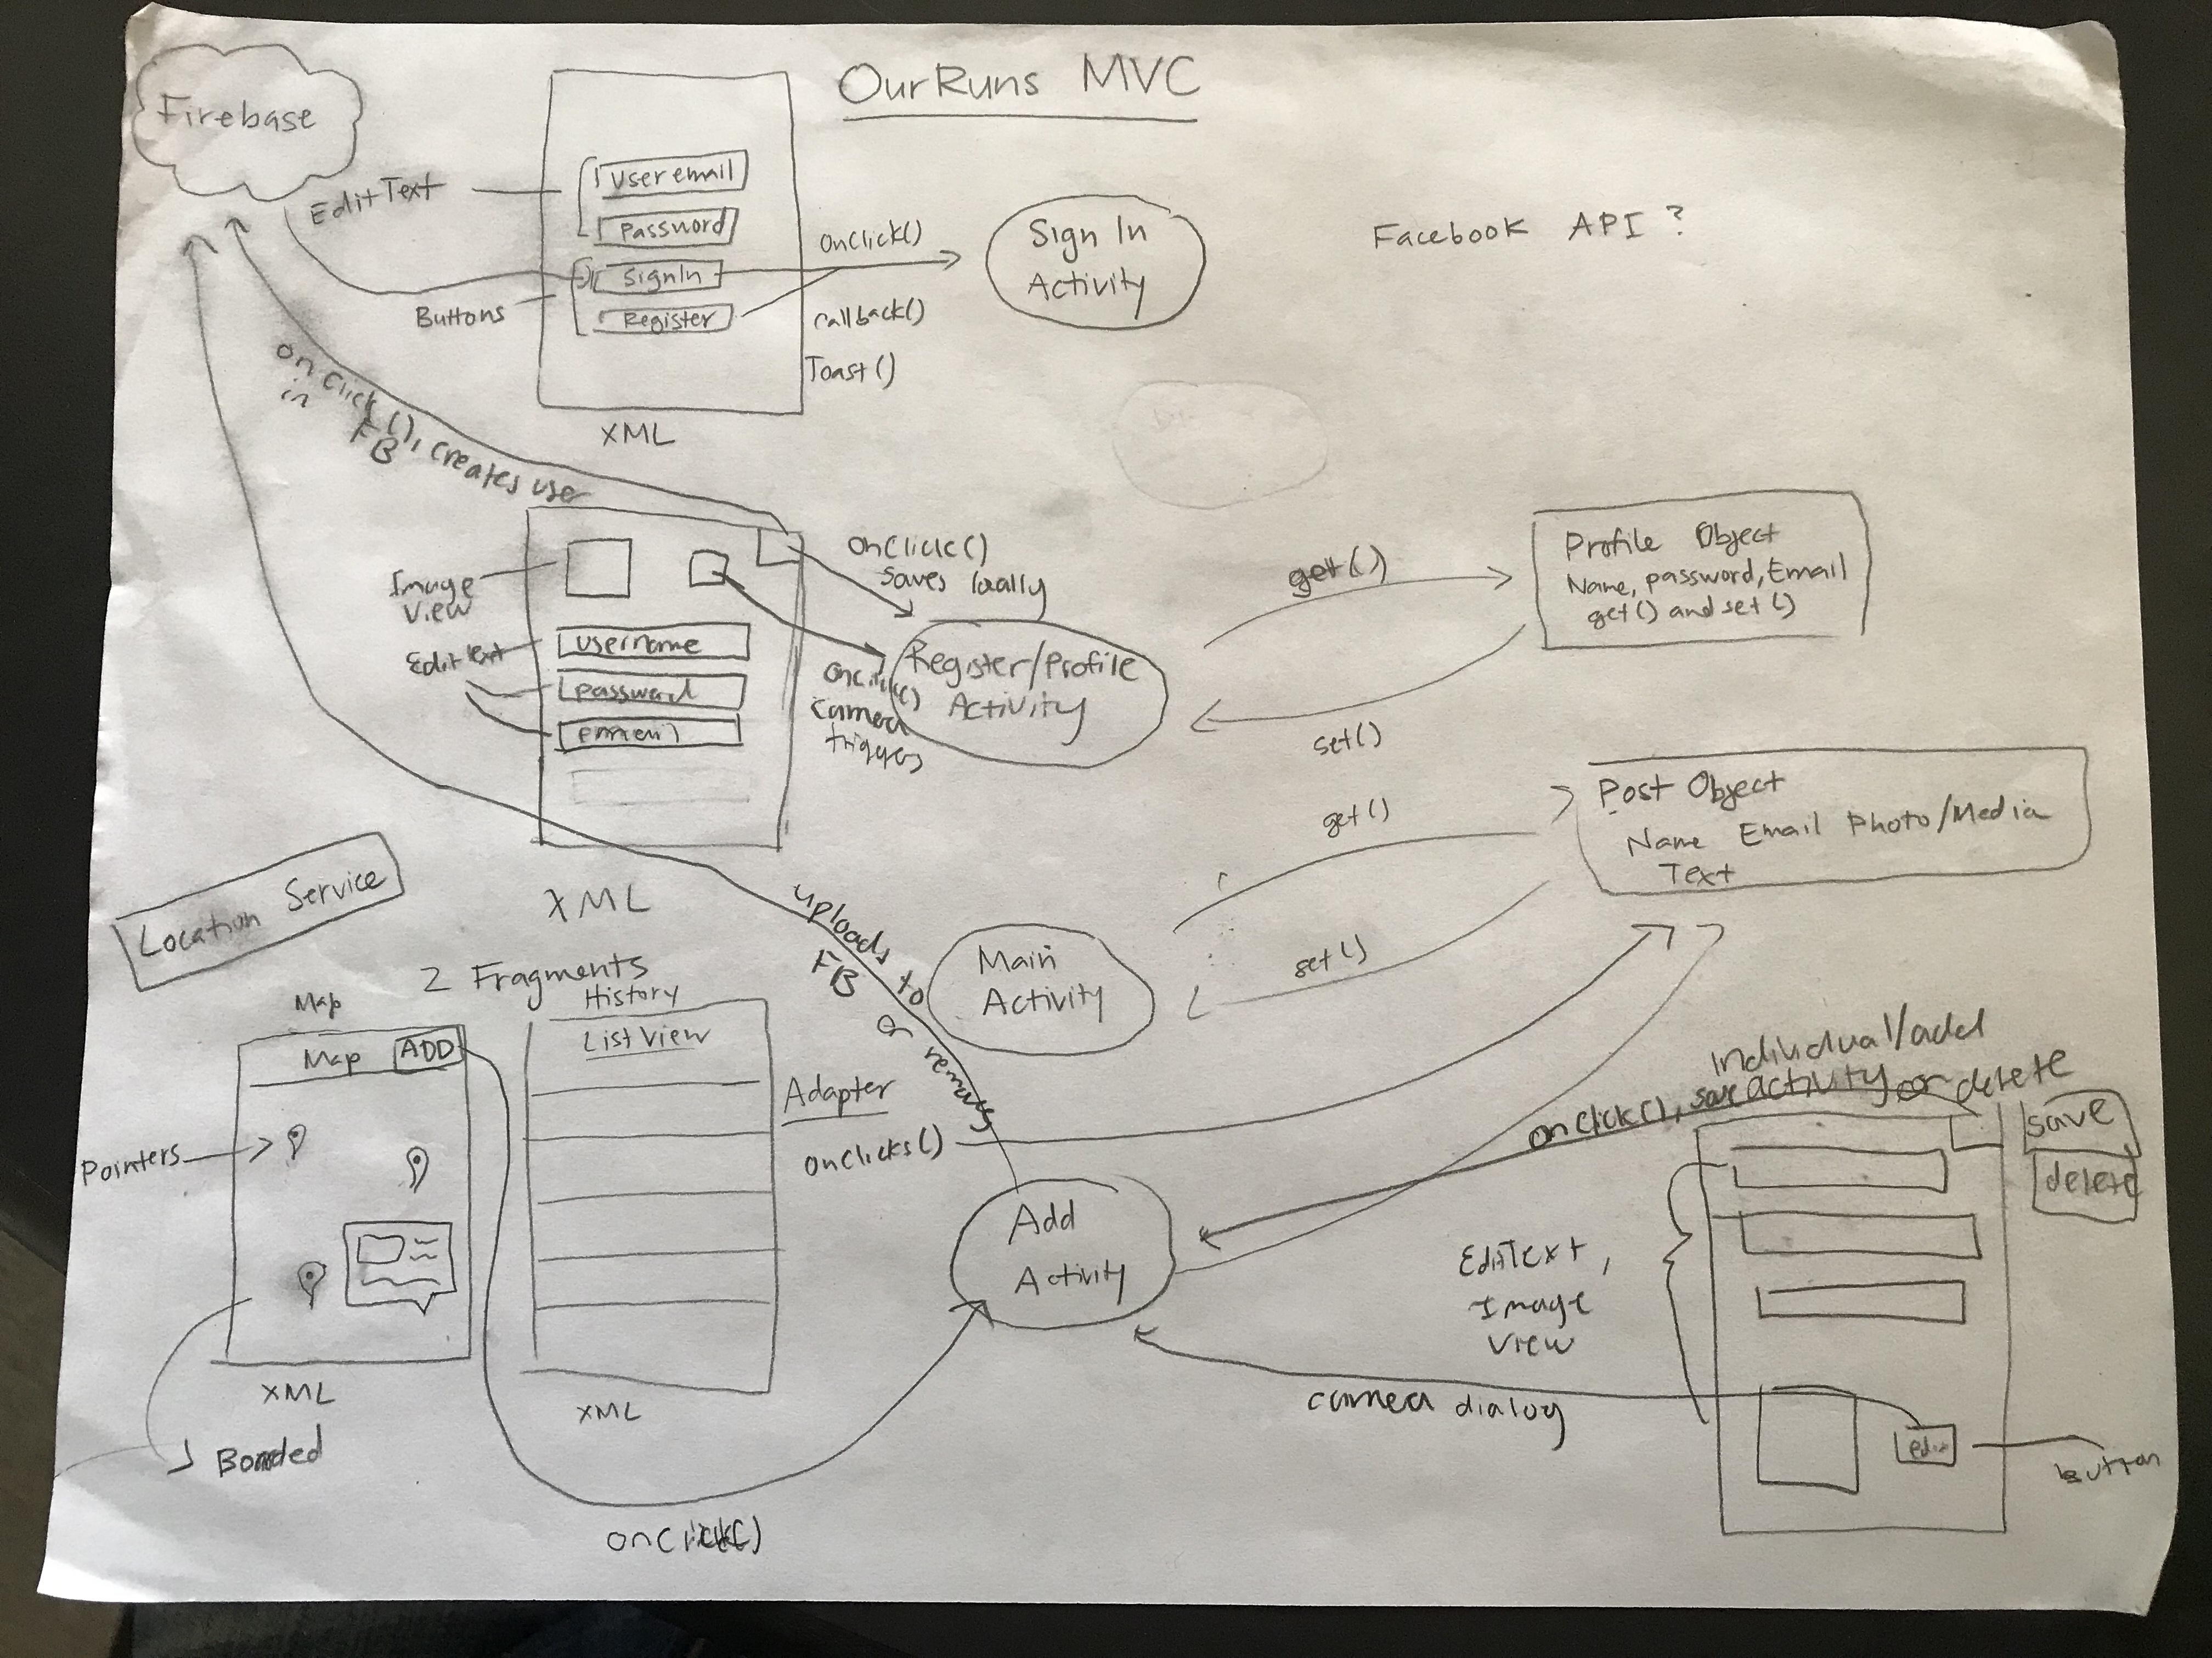 OurRuns MVC
Firebase
EditText
User email
Password
SignIn
Register
Buttons
XML
OnClick()
Callback()
Toast()
Sign In
Activity
Facebook API ?
on Click(), creates user
in FB
Image
View
EditText
username
password
email
XML
OnClick()
saves locally
OnClick()
camera
triggers
Register/Profile
Activity
get()
set()
Profile Object
Name, password, Email
get() and set()
Post Object
Name Email Photo/Media
Text
get()
set()
Main
Activity
uploads to
FB or remove
Location Service
2 Fragments
Map
Map
ADD
Pointers
XML
History
List View
Adapter
OnClicks()
XML
onClick()
Add
Activity
Individual/add
activity
onClick(), save or delete
save
delete
EditText,
Image
View
camera dialog
edit
button